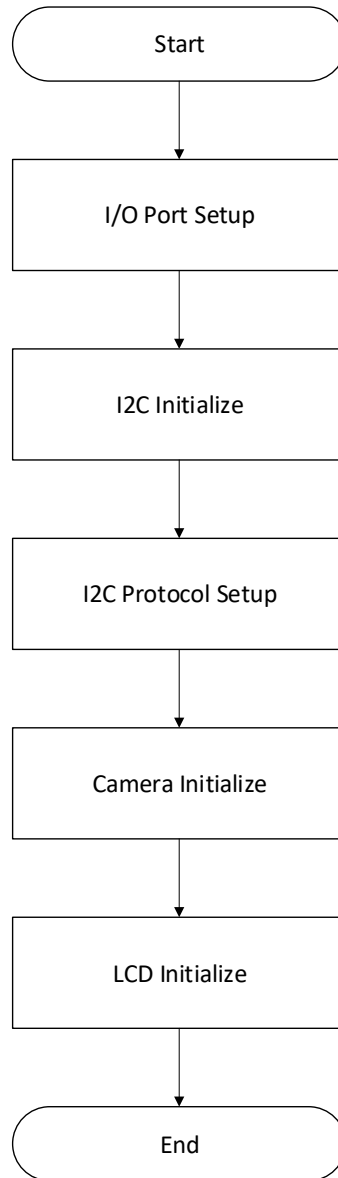 Start
I/O Port Setup
I2C Initialize
I2C Protocol Setup
Camera Initialize
LCD Initialize
End